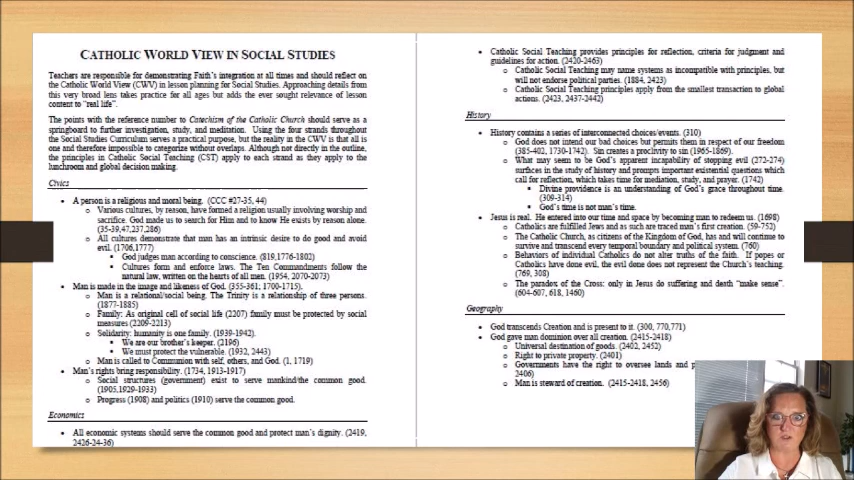 CATHOLIC WORLD VIEW IN SOCIAL STUDIES
Teachers are responsible for demonstrating Faith's integration at all times and should reflect on
the Catholic World View (CWV) in lesson planning for Social Studies. Approaching details from
this very broad lens takes practice for all ages but adds the ever sought relevance of lesson
content to "real life".
The points with the reference number to Catechism of the Catholic Church should serve as a
springboard to further investigation, study, and meditation. Using the four strands throughout
the Social Studies Curriculum serves a practical purpose, but the reality in the CWV is that all is
one and therefore impossible to categorize without overlaps. Although not directly in the outline,
the principles in Catholic Social Teaching (CST) apply to each strand as they apply to the
lunchroom and global decision making.
Civics
• A person is a religious and moral being. (CCC #27-35, 44)
o Various cultures, by reason, have formed a religion usually involving worship and
sacrifice. God made us to search for Him and to know He exists by reason alone.
(35-39,47,237,286)
o All cultures demonstrate that man has an intrinsic desire to do good and avoid
evil. (1706,1777)
▪ God judges man according to conscience. (819,1776-1802)
▪ Cultures form and enforce laws. The Ten Commandments follow the
natural law, written on the hearts of all men. (1954, 2070-2073)
• Man is made in the image and likeness of God. (355-361; 1700-1715).
o Man is a relational/social being. The Trinity is a relationship of three persons.
(1877-1885)
o Family: As original cell of social life (2207) family must be protected by social
measures (2209-2213)
o Solidarity: humanity is one family. (1939-1942).
▪ We are our brother's keeper. (2196)
▪ We must protect the vulnerable. (1932, 2443)
o Man is called to Communion with self, others, and God. (1, 1719)
• Man's rights bring responsibility. (1734, 1913-1917)
o Social structures (government) exist to serve mankind/the common good.
(1905,1929-1933)
o Progress (1908) and politics (1910) serve the common good.
Economics
• All economic systems should serve the common good and protect man's dignity. (2419,
2426-24-36)
• Catholic Social Teaching provides principles for reflection, criteria for judgment and
guidelines for action. (2420-2463)
o Catholic Social Teaching may name systems as incompatible with principles, but
will not endorse political parties. (1884, 2423)
o Catholic Social Teaching principles apply from the smallest transaction to global
actions. (2423, 2437-2442)
History
• History contains a series of interconnected choices/events. (310)
o God does not intend our bad choices but permits them in respect of our freedom
(385-402, 1730-1742). Sin creates a proclivity to sin (1965-1869).
o What may seem to be God's apparent incapability of stopping evil (272-274)
surfaces in the study of history and prompts important existential questions which
call for reflection, which takes time for mediation, study, and prayer. (1742)
▪ Divine providence is an understanding of God's grace throughout time.
(309-314)
▪ God's time is not man's time.
• Jesus is real. He entered into our time and space by becoming man to redeem us. (1698)
o Catholics are fulfilled Jews and as such are traced man's first creation. (59-752)
o The Catholic Church, as citizens of the Kingdom of God, has and will continue to
survive and transcend every temporal boundary and political system. (760)
o Behaviors of individual Catholics do not alter truths of the faith. If popes or
Catholics have done evil, the evil done does not represent the Church's teaching.
(769, 308)
o The paradox of the Cross: only in Jesus do suffering and death "make sense".
(604-607, 618, 1460)
Geography
• God transcends Creation and is present to it. (300, 770,771)
• God gave man dominion over all creation. (2415-2418)
o Universal destination of goods. (2402, 2452)
o Right to private property. (2401)
o Governments have the right to oversee lands and
2406)
o Man is steward of creation. (2415-2418, 2456)